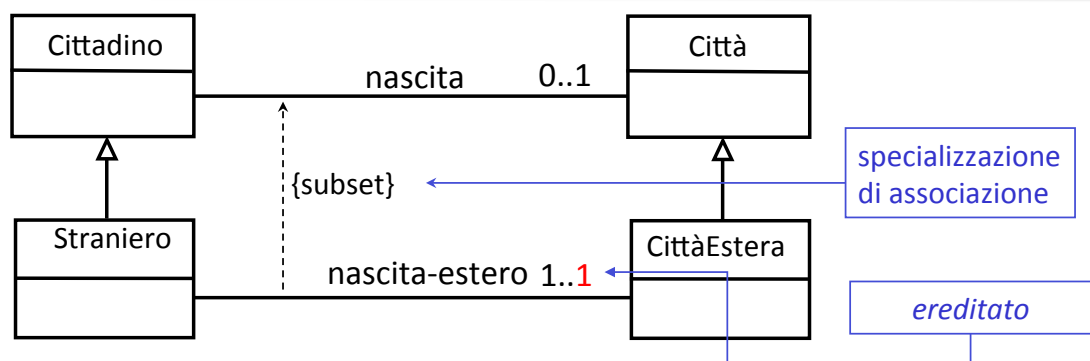 Cittadino
Città
nascita
0..1
{subset}
specializzazione
di associazione
Straniero
CittàEstera
nascita-estero 1..1
ereditato